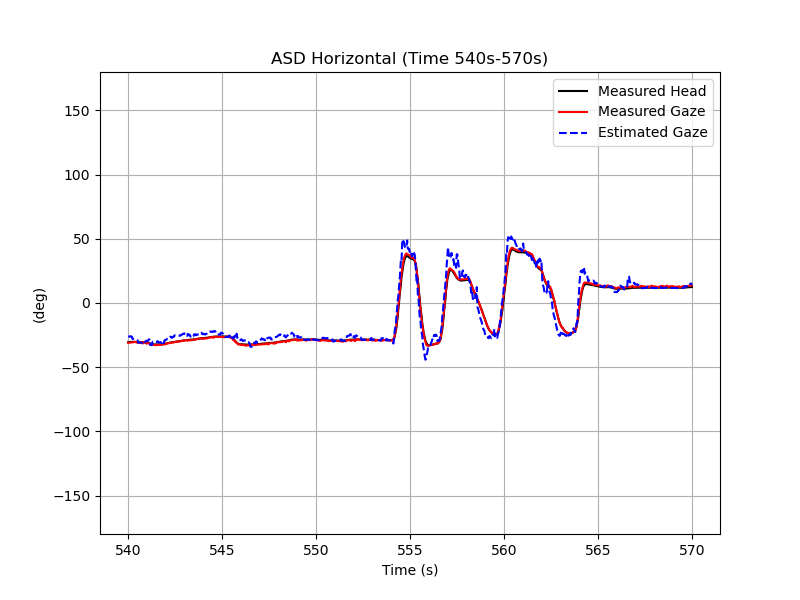 ASD Horizontal (Time 540s-570s)
Measured Head
Measured Gaze
Estimated Gaze
150
100
50
0
−50
−100
−150
(deg)
540 545 550 555 560 565 570
Time (s)